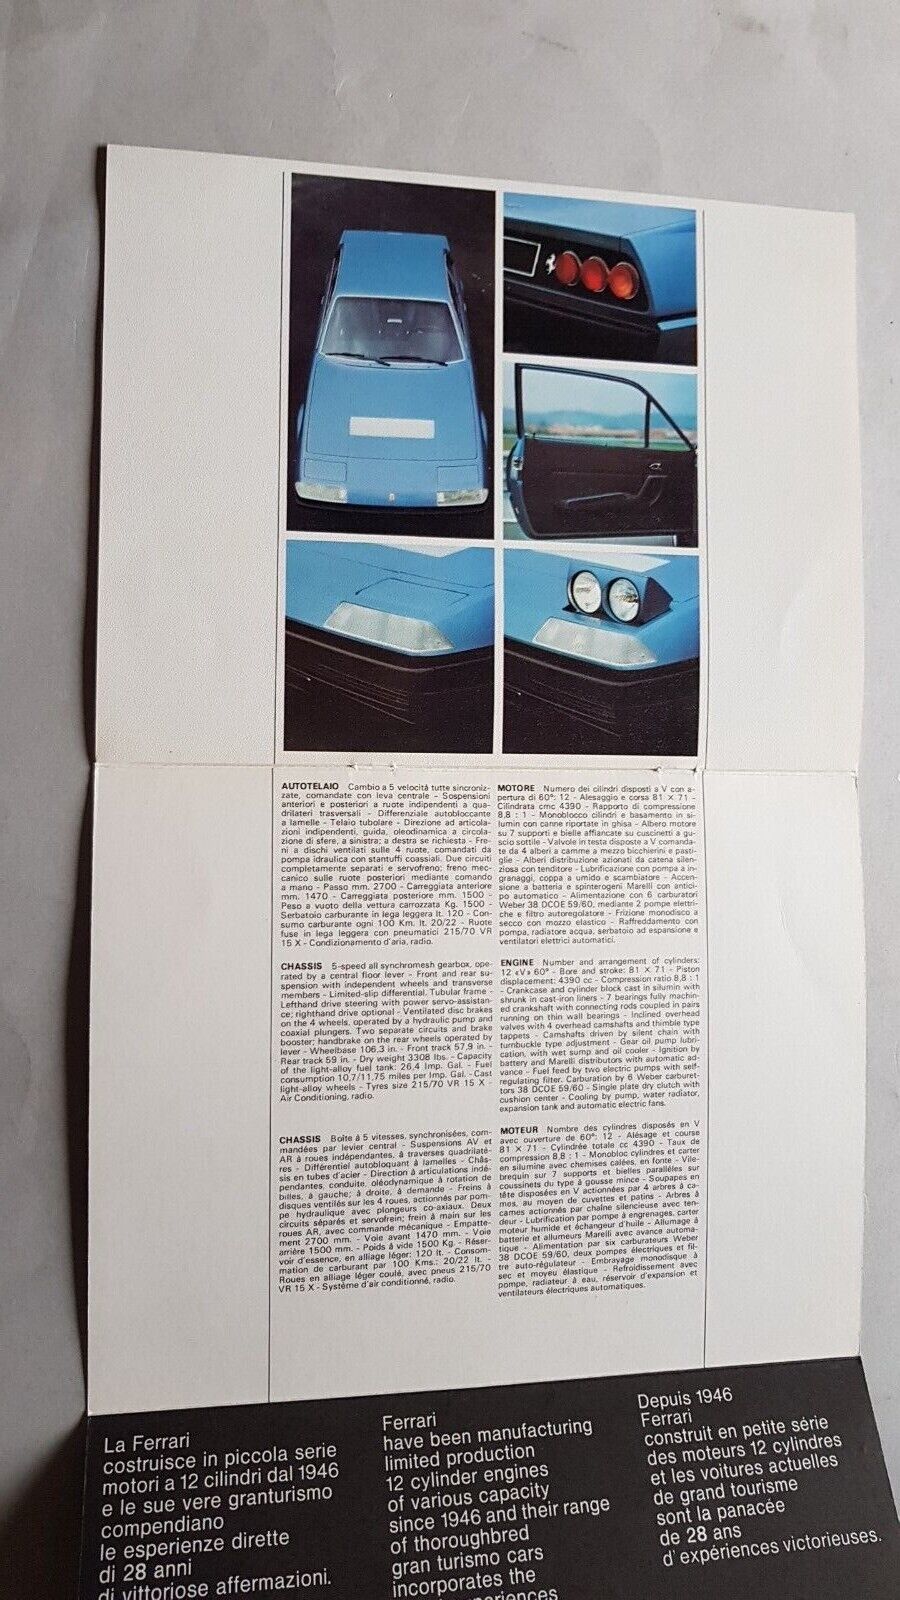 AUTOTELAIO Cambio a 5 velocità tutte sincroniz-
zate, comandate con leva centrale - Sospensioni
anteriori e posteriori a ruote indipendenti a qua-
drilateri trasversali - Differenziale autobloccante
a lamelle - Telaio tubolare - Direzione ad articola-
zioni indipendenti, guida, oleodinamica a circola-
zione di sfere, a sinistra; a destra se richiesta - Fre-
ni a dischi ventilati sulle 4 ruote, comandati da
pompa idraulica con stantuffi coassiali. Due circuiti
completamente separati e servofreno; freno mec-
canico sulle ruote posteriori mediante comando
a mano - Passo mm. 2700 - Carreggiata anteriore
mm. 1470 - Carreggiata posteriore mm. 1500 -
Peso a vuoto della vettura carrozzata Kg. 1500 -
Serbatoio carburante in lega leggera lt. 120 - Con-
sumo carburante ogni 100 Km. lt. 20/22 - Ruote
fuse in lega leggera con pneumatici 215/70 VR
15 X - Condizionamento d'aria, radio.
CHASSIS 5-speed all synchromesh gearbox, ope-
rated by a central floor lever - Front and rear su-
spension with independent wheels and transverse
members - Limited-slip differential. Tubular frame -
Lefthand drive steering with power servo-assistan-
ce; righthand drive optional - Ventilated disc brakes
on the 4 wheels, operated by a hydraulic pump and
coaxial plungers. Two separate circuits and brake
booster; handbrake on the rear wheels operated by
lever - Wheelbase 106,3 in. - Front track 57,9 in. -
Rear track 59 in. - Dry weight 3308 lbs. - Capacity
of the light-alloy fuel tank: 26,4 Imp. Gal. - Fuel
consumption 10,7/11,75 miles per Imp. Gal. - Cast
light-alloy wheels - Tyres size 215/70 VR 15 X -
Air Conditioning, radio.
CHASSIS Boîte à 5 vitesses, synchronisées, com-
mandées par levier central - Suspensions AV et
AR à roues indépendantes, à traverses quadrilatè-
res - Différentiel autobloquant à lamelles - Châs-
sis en tubes d'acier - Direction à articulations indé-
pendantes, conduite, oléodynamique à rotation de
billes, à gauche; à droite, à demande - Freins à
disques ventilés sur les 4 roues, actionnés par pom-
pe hydraulique avec plongeurs co-axiaux. Deux
circuits séparés et servofrein; frein à main sur les
roues AR, avec commande mécanique - Empatte-
ment 2700 mm. - Voie avant 1470 mm. - Voie
arrière 1500 mm. - Poids à vide 1500 Kg. - Réser-
voir d'essence, en alliage léger: 120 lt. - Consom-
mation de carburant par 100 Kms.: 20/22 lt. -
Roues en alliage léger coulé, avec pneus 215/70
VR 15 X - Système d'air conditionné, radio.
MOTORE Numero dei cilindri disposti a V con a-
pertura di 60°: 12 - Alesaggio e corsa 81 X 71 -
Cilindrata cmc 4390 - Rapporto di compressione
8,8 : 1 - Monoblocco cilindri e basamento in si-
lumin con canne riportate in ghisa - Albero motore
su 7 supporti e bielle affiancate su cuscinetti a gu-
scio sottile - Valvole in testa disposte a V comanda-
te da 4 alberi a camme a mezzo bicchierini e pasti-
glie - Alberi distribuzione azionati da catena silen-
ziosa con tenditore - Lubrificazione con pompa a in-
granaggi, coppa a umido e scambiatore - Accen-
sione a batteria e spinterogeni Marelli con antici-
po automatico - Alimentazione con 6 carburatori
Weber 38 DCOE 59/60, mediante 2 pompe elettri-
che e filtro autoregolatore - Frizione monodisco a
secco con mozzo elastico - Raffreddamento con
pompa, radiatore acqua, serbatoio ad espansione e
ventilatori elettrici automatici.
ENGINE Number and arrangement of cylinders:
12 «V» 60° - Bore and stroke: 81 X 71 - Piston
displacement: 4390 cc - Compression ratio 8,8 : 1
- Crankcase and cylinder block cast in silumin with
shrunk in cast-iron liners - 7 bearings fully machin-
ed crankshaft with connecting rods coupled in pairs
running on thin wall bearings - Inclined overhead
valves with 4 overhead camshafts and thimble type
tappets - Camshafts driven by silent chain with
turnbuckle type adjustment - Gear oil pump lubri-
cation, with wet sump and oil cooler - Ignition by
battery and Marelli distributors with automatic ad-
vance - Fuel feed by two electric pumps with self-
regulating filter. Carburation by 6 Weber carburet-
tors 38 DCOE 59/60 - Single plate dry clutch with
cushion center - Cooling by pump, water radiator,
expansion tank and automatic electric fans.
MOTEUR Nombre des cylindres disposés en V
avec ouverture de 60°: 12 - Alésage et course
81 X 71 - Cylindrée totale cc 4390 - Taux de
compression 8,8 : 1 - Monobloc cylindres et carter
en silumine avec chemises calées, en fonte - Vile-
brequin sur 7 supports et bielles parallèles sur
coussinets du type à gousse mince - Soupapes en
tête disposées en V actionnées par 4 arbres à ca-
mes, au moyen de cuvettes et patins - Arbres à
cames actionnés par chaîne silencieuse avec ten-
deur - Lubrification par pompe à engrenages, carter
moteur humide et échangeur d'huile - Allumage à
batterie et allumeurs Marelli avec avance automa-
tique - Alimentation par six carburateurs Weber
38 DCOE 59/60, deux pompes électriques et fil-
tre auto-régulateur - Embrayage monodisque à
sec et moyeu élastique - Refroidissement avec
pompe, radiateur à eau, réservoir d'expansion et
ventilateurs électriques automatiques.
La Ferrari
costruisce in piccola serie
motori a 12 cilindri dal 1946
e le sue vere granturismo
compendiano
le esperienze dirette
di 28 anni
di vittoriose affermazioni.
Ferrari
have been manufacturing
limited production
12 cylinder engines
of various capacity
since 1946 and their range
of thoroughbred
gran turismo cars
incorporates the
Depuis 1946
Ferrari
construit en petite série
des moteurs 12 cylindres
et les voitures actuelles
de grand tourisme
sont la panacée
de 28 ans
d'expériences victorieuses.